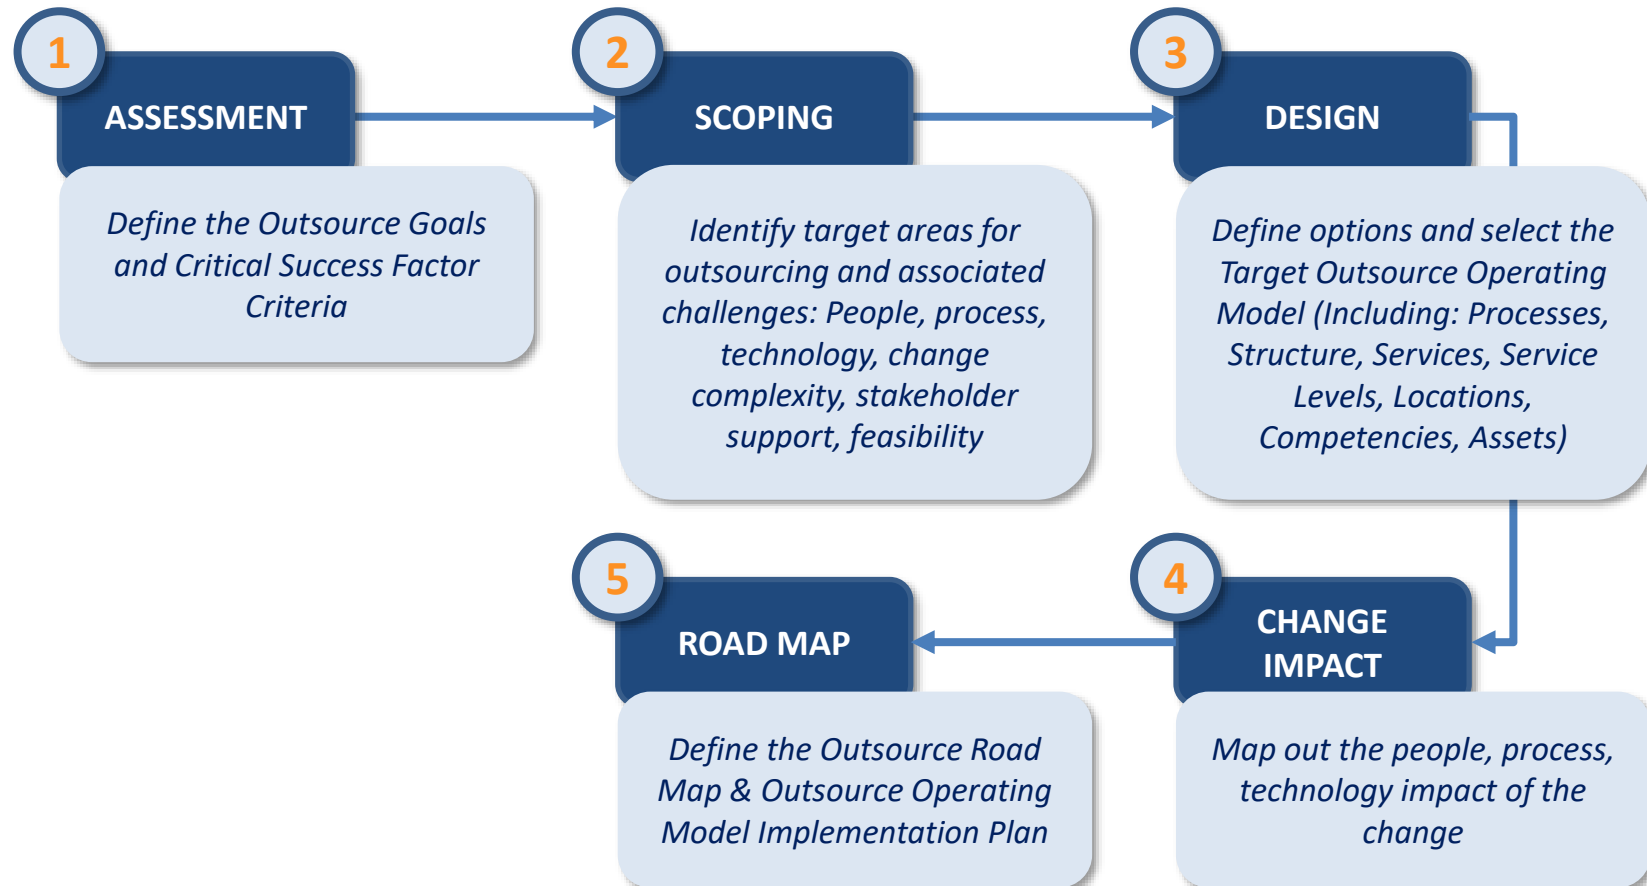 1
ASSESSMENT
Define the Outsource Goals
and Critical Success Factor
Criteria
2
SCOPING
Identify target areas for
outsourcing and associated
challenges: People, process,
technology, change
complexity, stakeholder
support, feasibility
3
DESIGN
Define options and select the
Target Outsource Operating
Model (Including: Processes,
Structure, Services, Service
Levels, Locations,
Competencies, Assets)
4
CHANGE
IMPACT
Map out the people, process,
technology impact of the
change
5
ROAD MAP
Define the Outsource Road
Map & Outsource Operating
Model Implementation Plan